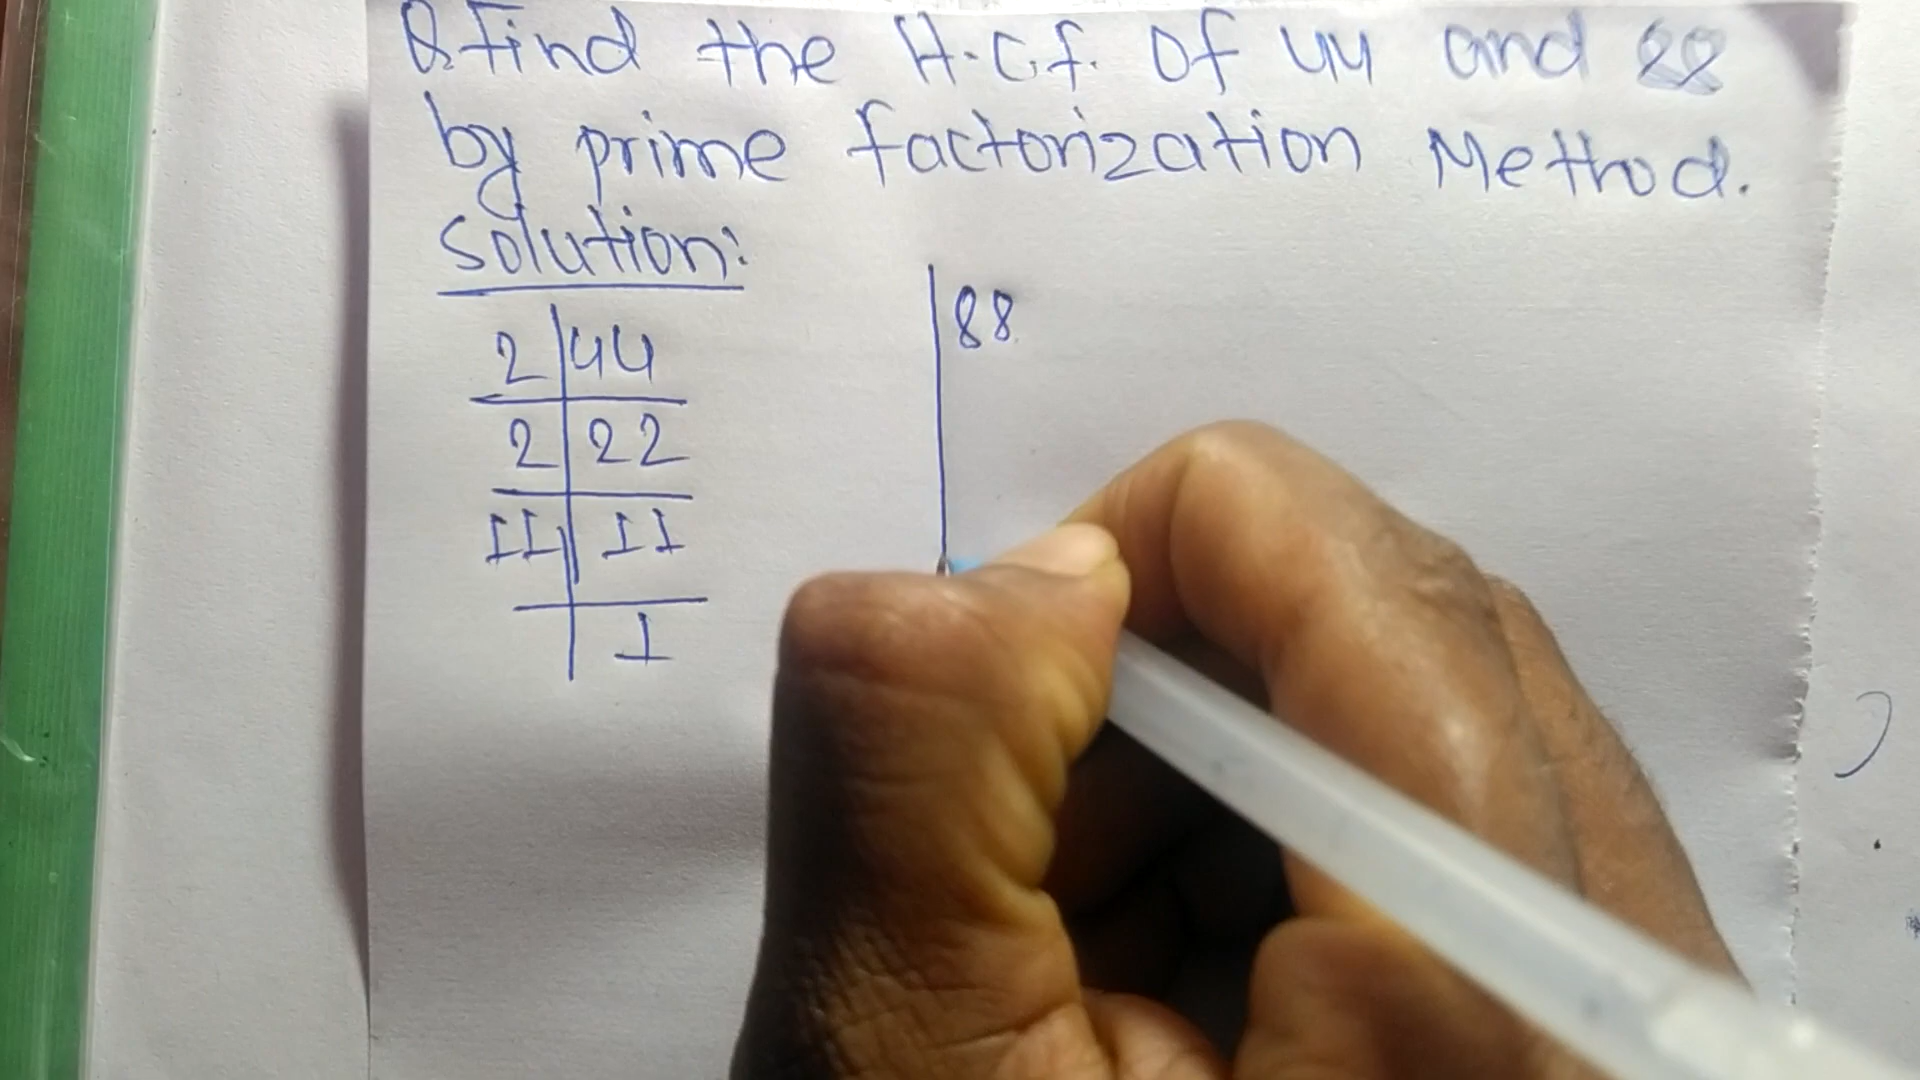 Q. Find the H.C.f. of 44 and 88
by prime factorization Method.
Solution:
2 | 44
2 | 22
11 | 11
1
88